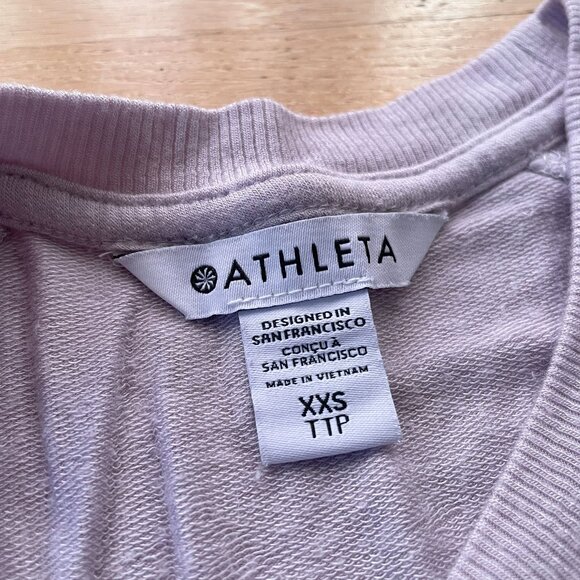 ATHLETA
DESIGNED IN
SAN FRANCISCO
CONÇU À
SAN FRANCISCO
MADE IN VIETNAM
XXS
TTP